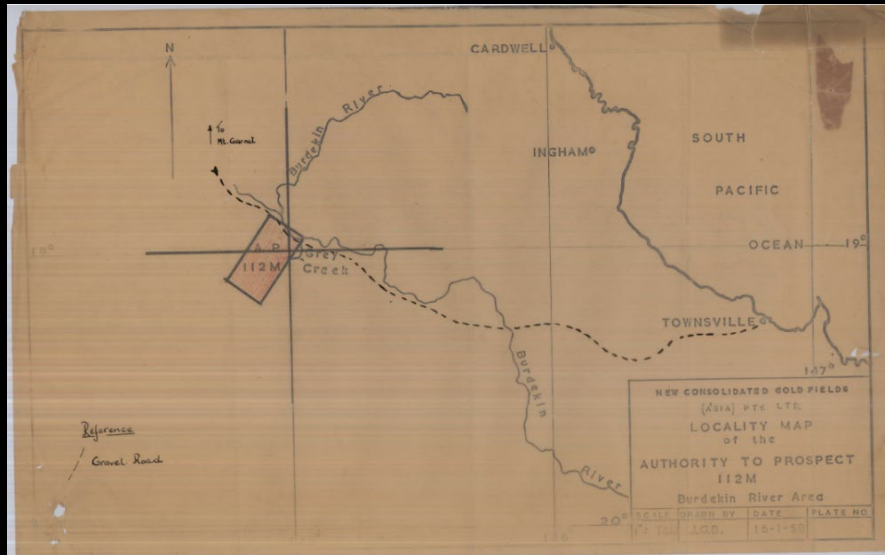 N
To
Mt. Garnet
Burdekin River
CARDWELL
INGHAM
SOUTH
PACIFIC
OCEAN
19°
19°
A.P.
112M
Grey
Creek
TOWNSVILLE
147°
Burdekin
River
20°
146°
Reference
Gravel Road
NEW CONSOLIDATED GOLD FIELDS
(ASIA) PTY. LTD.
LOCALITY MAP
of the
AUTHORITY TO PROSPECT
112M
Burdekin River Area
SCALE DRAWN BY DATE PLATE NO.